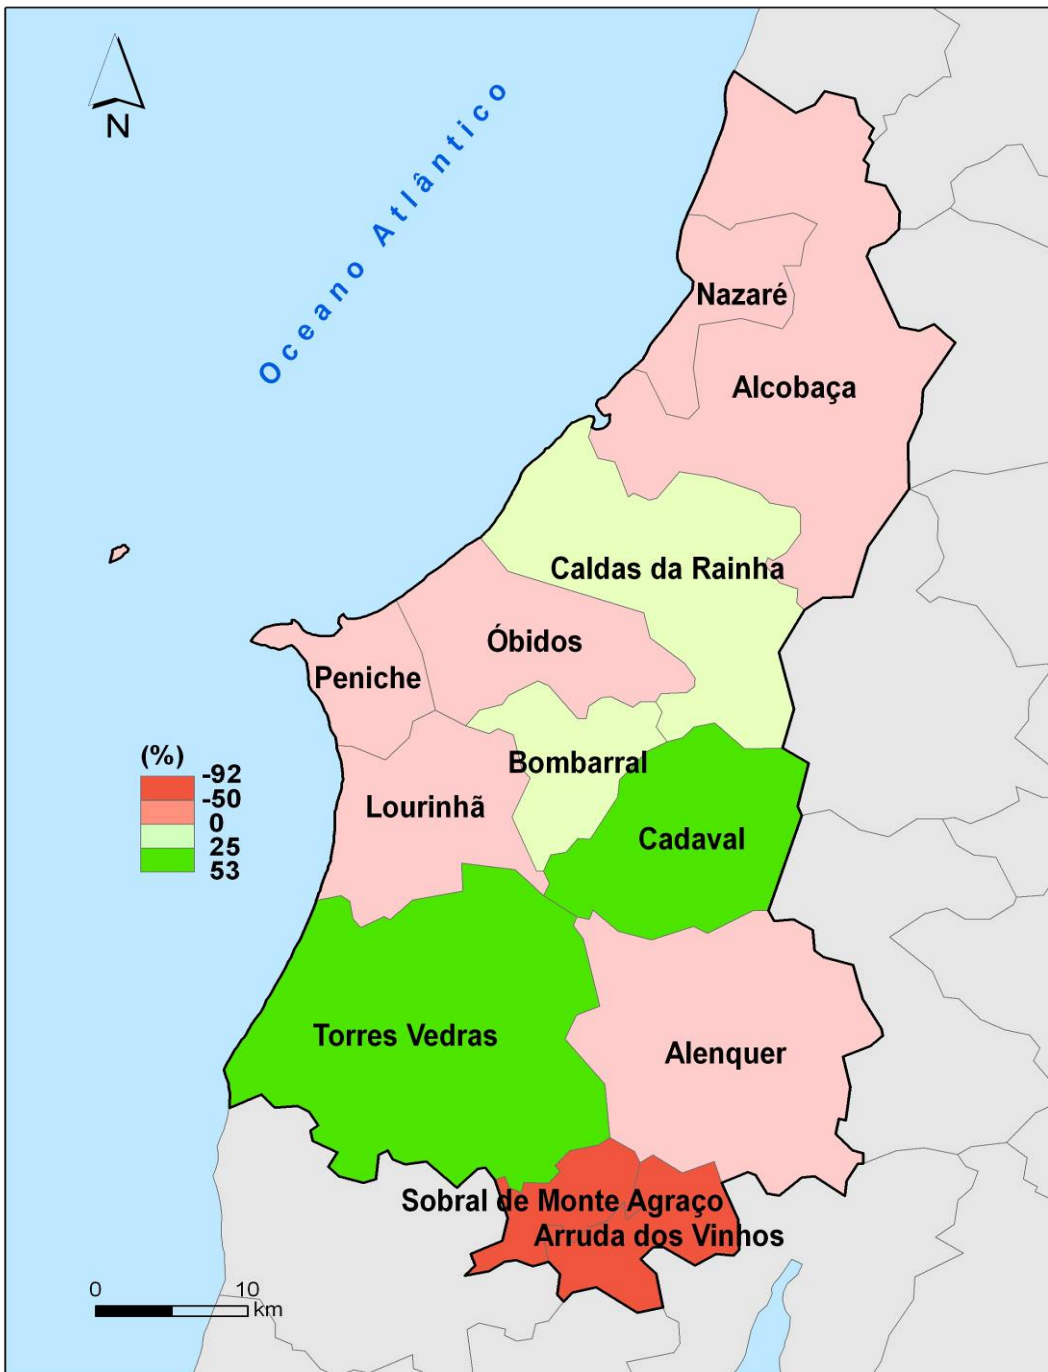 N
Oceano Atlântico
Nazaré
Alcobaça
Caldas da Rainha
Óbidos
Peniche
Bombarral
Lourinhã
Cadaval
(%)
-92
-50
0
25
53
Torres Vedras
Alenquer
Sobral de Monte Agraço
Arruda dos Vinhos
0 10
km